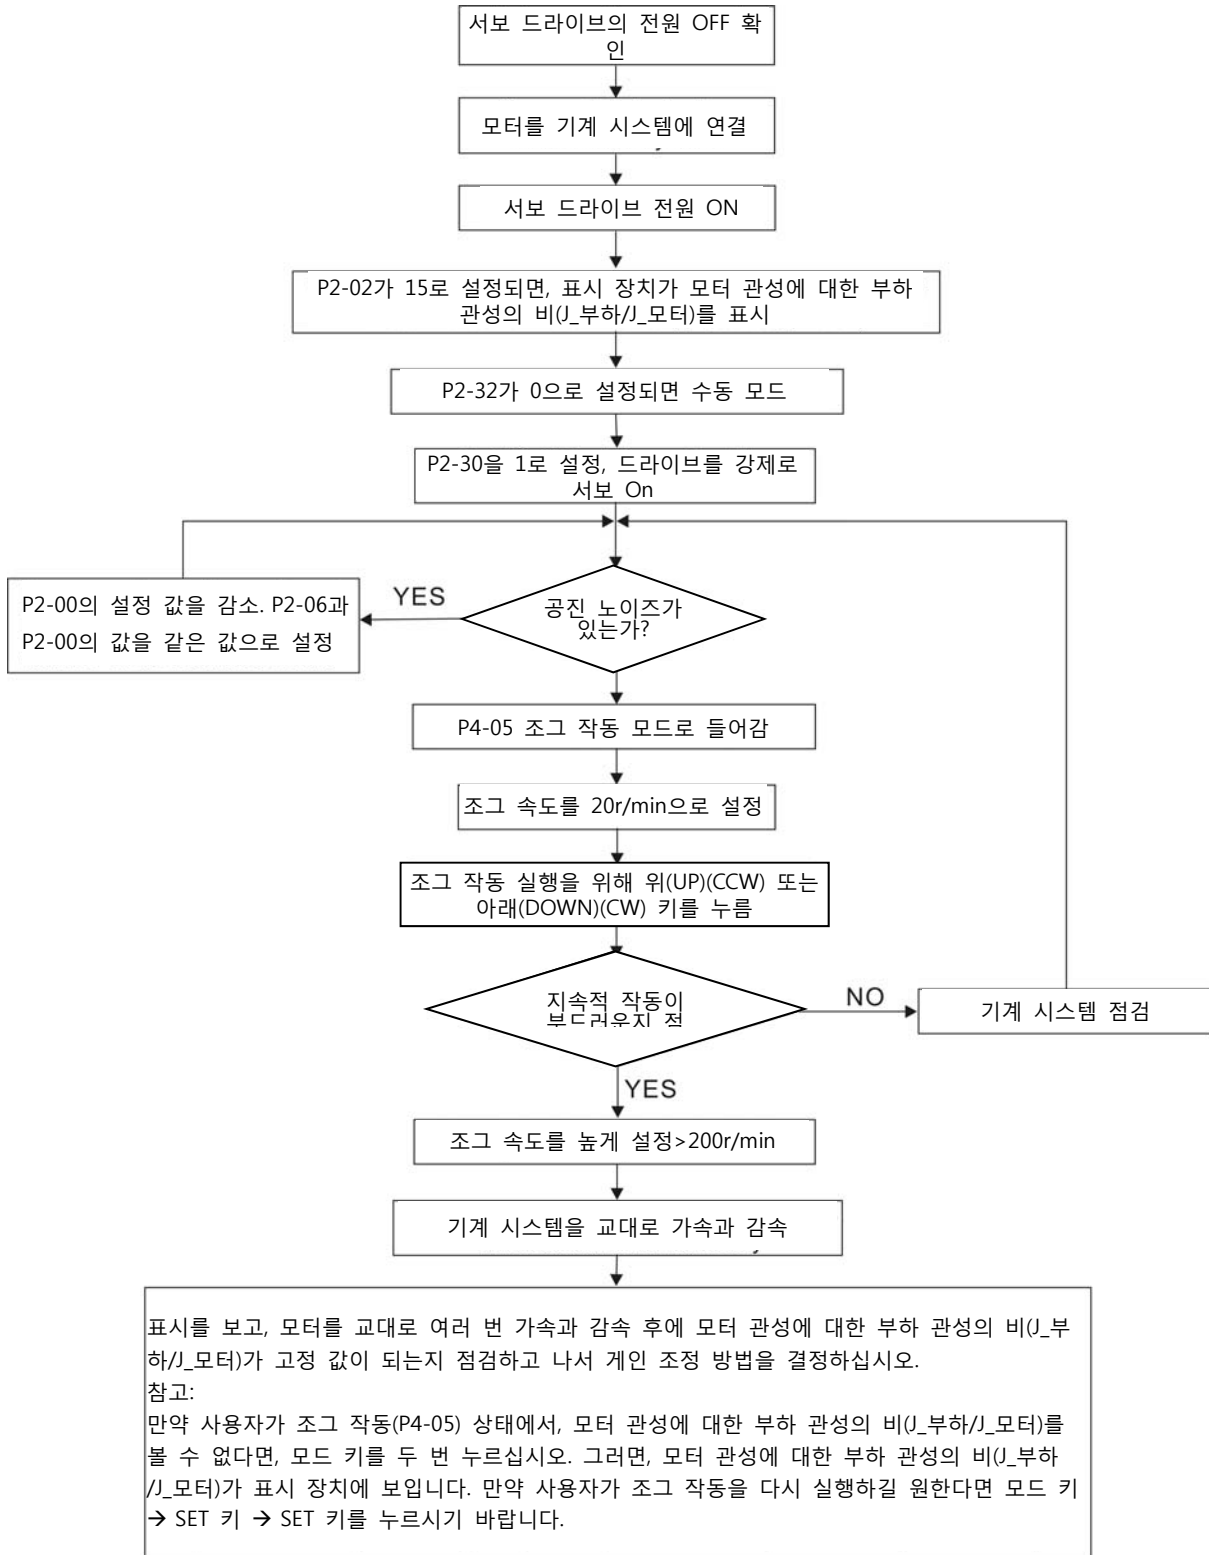 서보 드라이브의 전원 OFF 확
인
모터를 기계 시스템에 연결
서보 드라이브 전원 ON
P2-02가 15로 설정되면, 표시 장치가 모터 관성에 대한 부하
관성의 비(J_부하/J_모터)를 표시
P2-32가 0으로 설정되면 수동 모드
P2-30을 1로 설정, 드라이브를 강제로
서보 On
P2-00의 설정 값을 감소. P2-06과
P2-00의 값을 같은 값으로 설정
YES
공진 노이즈가
있는가?
P4-05 조그 작동 모드로 들어감
조그 속도를 20r/min으로 설정
조그 작동 실행을 위해 위(UP)(CCW) 또는
아래(DOWN)(CW) 키를 누름
지속적 작동이
부드러운지 점
NO
기계 시스템 점검
YES
조그 속도를 높게 설정>200r/min
기계 시스템을 교대로 가속과 감속
표시를 보고, 모터를 교대로 여러 번 가속과 감속 후에 모터 관성에 대한 부하 관성의 비(J_부
하/J_모터)가 고정 값이 되는지 점검하고 나서 게인 조정 방법을 결정하십시오.
참고:
만약 사용자가 조그 작동(P4-05) 상태에서, 모터 관성에 대한 부하 관성의 비(J_부하/J_모터)를
볼 수 없다면, 모드 키를 두 번 누르십시오. 그러면, 모터 관성에 대한 부하 관성의 비(J_부하
/J_모터)가 표시 장치에 보입니다. 만약 사용자가 조그 작동을 다시 실행하길 원한다면 모드 키
→ SET 키 → SET 키를 누르시기 바랍니다.